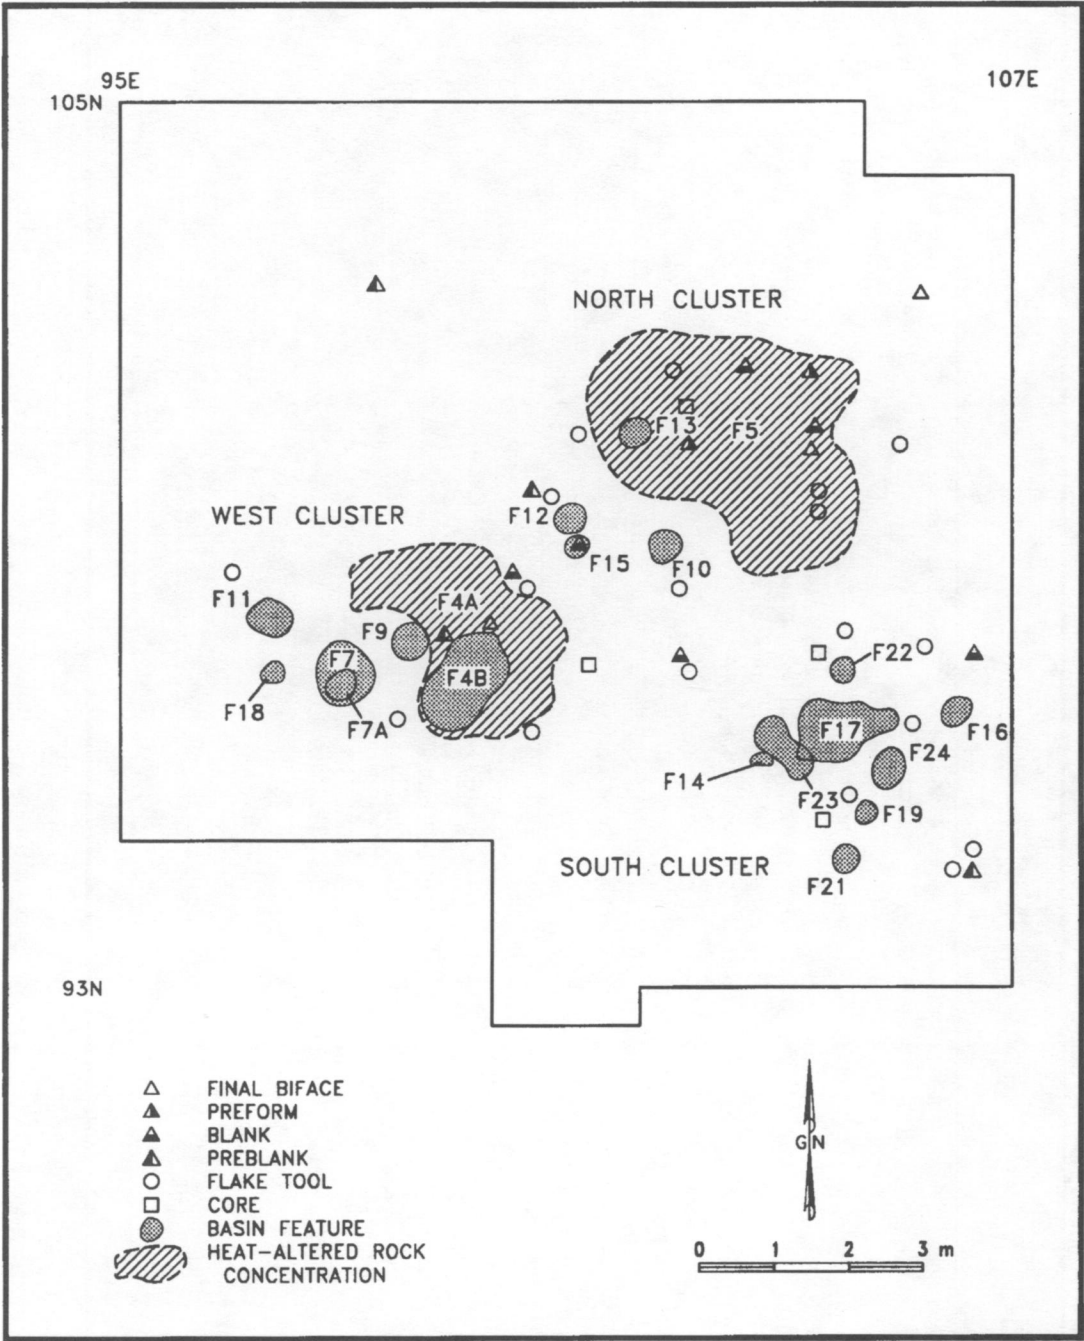 95E
107E
105N
NORTH CLUSTER
F13
F5
WEST CLUSTER
F12
F15
F10
F11
F4A
F9
F22
F7
F4B
F18
F7A
F17
F16
F24
F14
F23
F19
SOUTH CLUSTER
F21
93N
FINAL BIFACE
PREFORM
BLANK
PREBLANK
FLAKE TOOL
CORE
BASIN FEATURE
HEAT-ALTERED ROCK
CONCENTRATION
G N
0 1 2 3 m